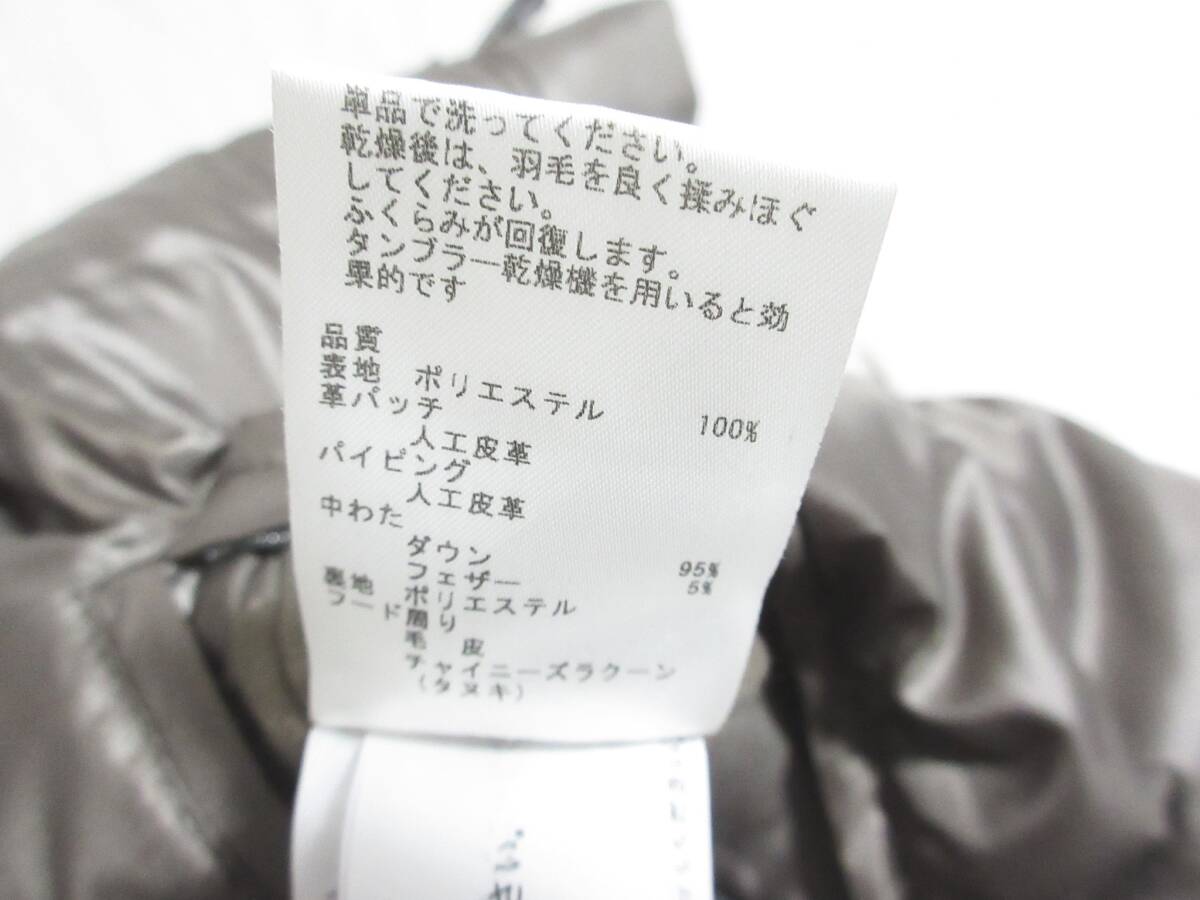 単品で洗ってください。
乾燥後は、羽毛を良く揉みほぐ
してください。
ふくらみが回復します。
タンブラー乾燥機を用いると効
果的です
品質
表地 ポリエステル 100%
革パッチ
人工皮革
パイピング
人工皮革
中わた
ダウン 95%
フェザー 5%
裏地 ポリエステル
フード周り
毛 皮
チャイニーズラクーン
(タヌキ)